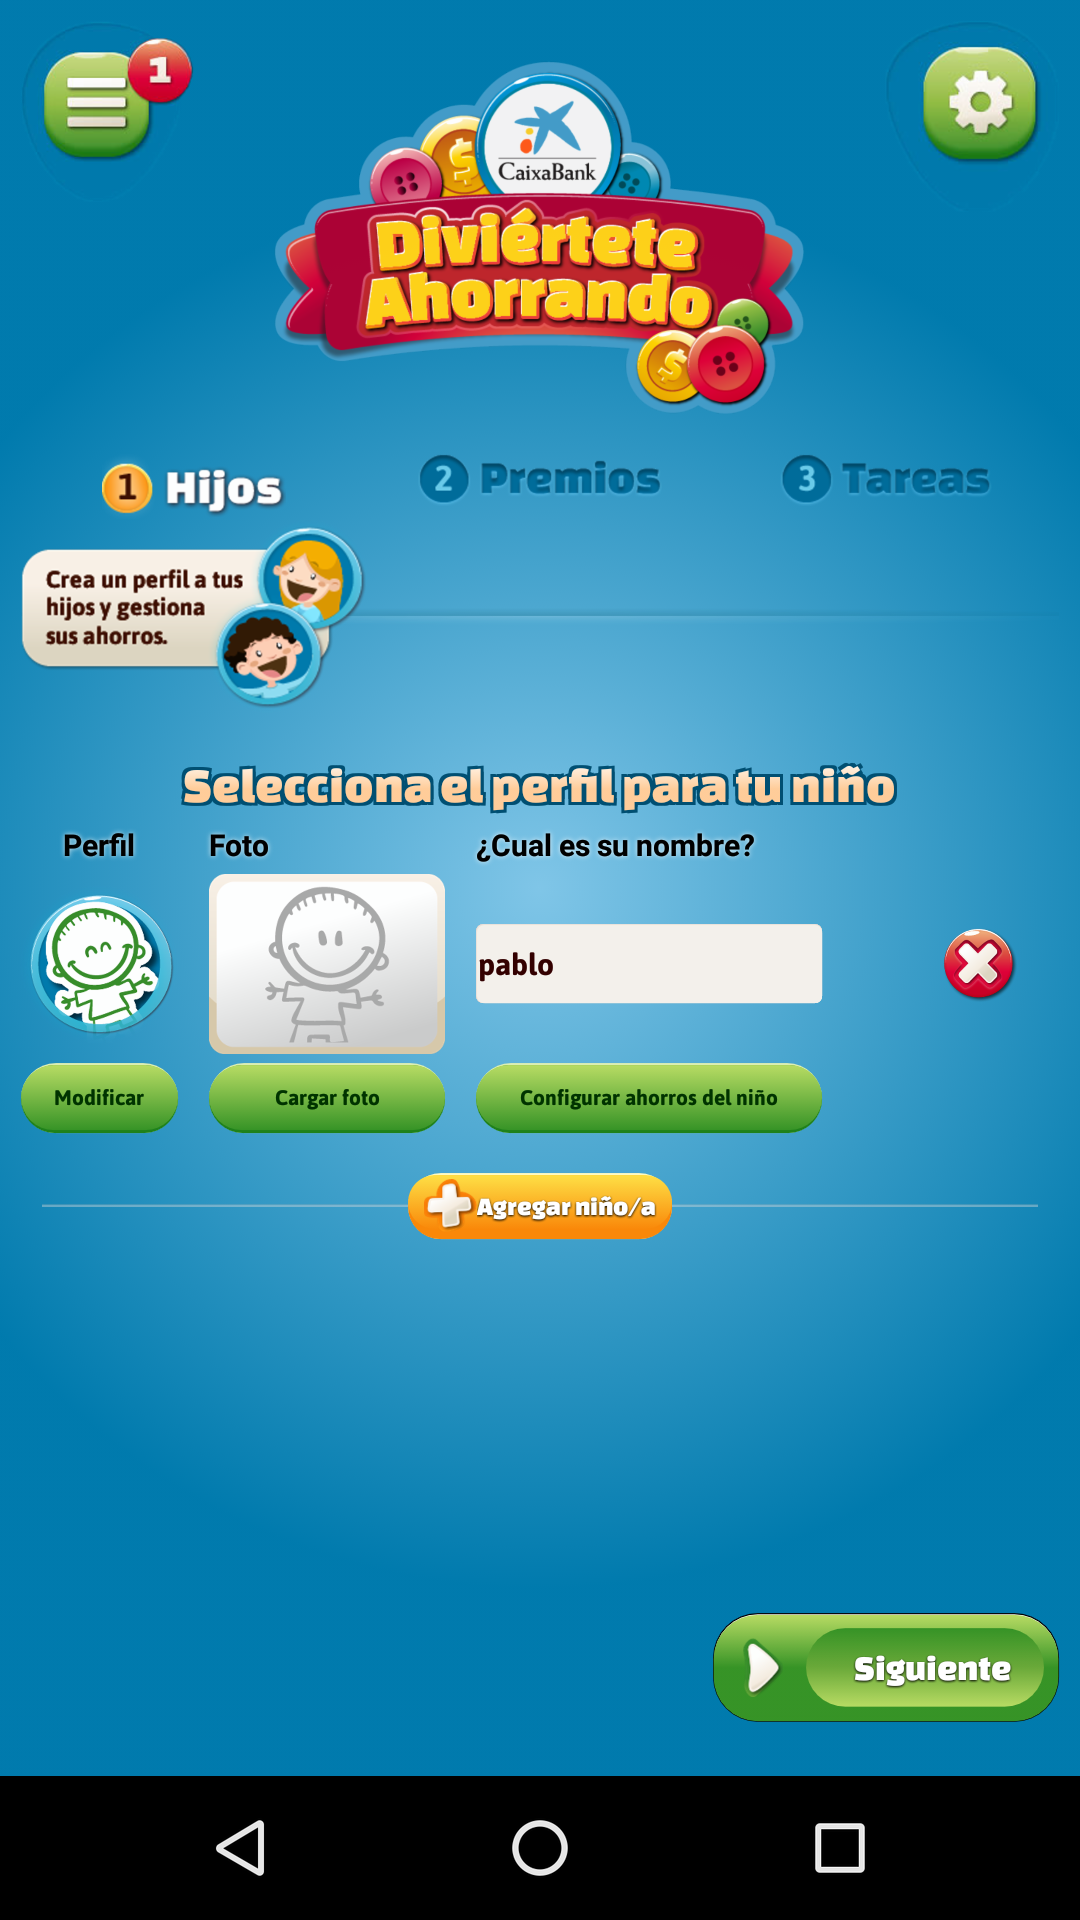 1
CaixaBank
Diviértete
Ahorrando
1 Hijos
2 Premios
3 Tareas
Crea un perfil a tus
hijos y gestiona
sus ahorros.
Selecciona el perfil para tu niño
Perfil
Foto
¿Cual es su nombre?
pablo
Modificar
Cargar foto
Configurar ahorros del niño
Agregar niño/a
Siguiente